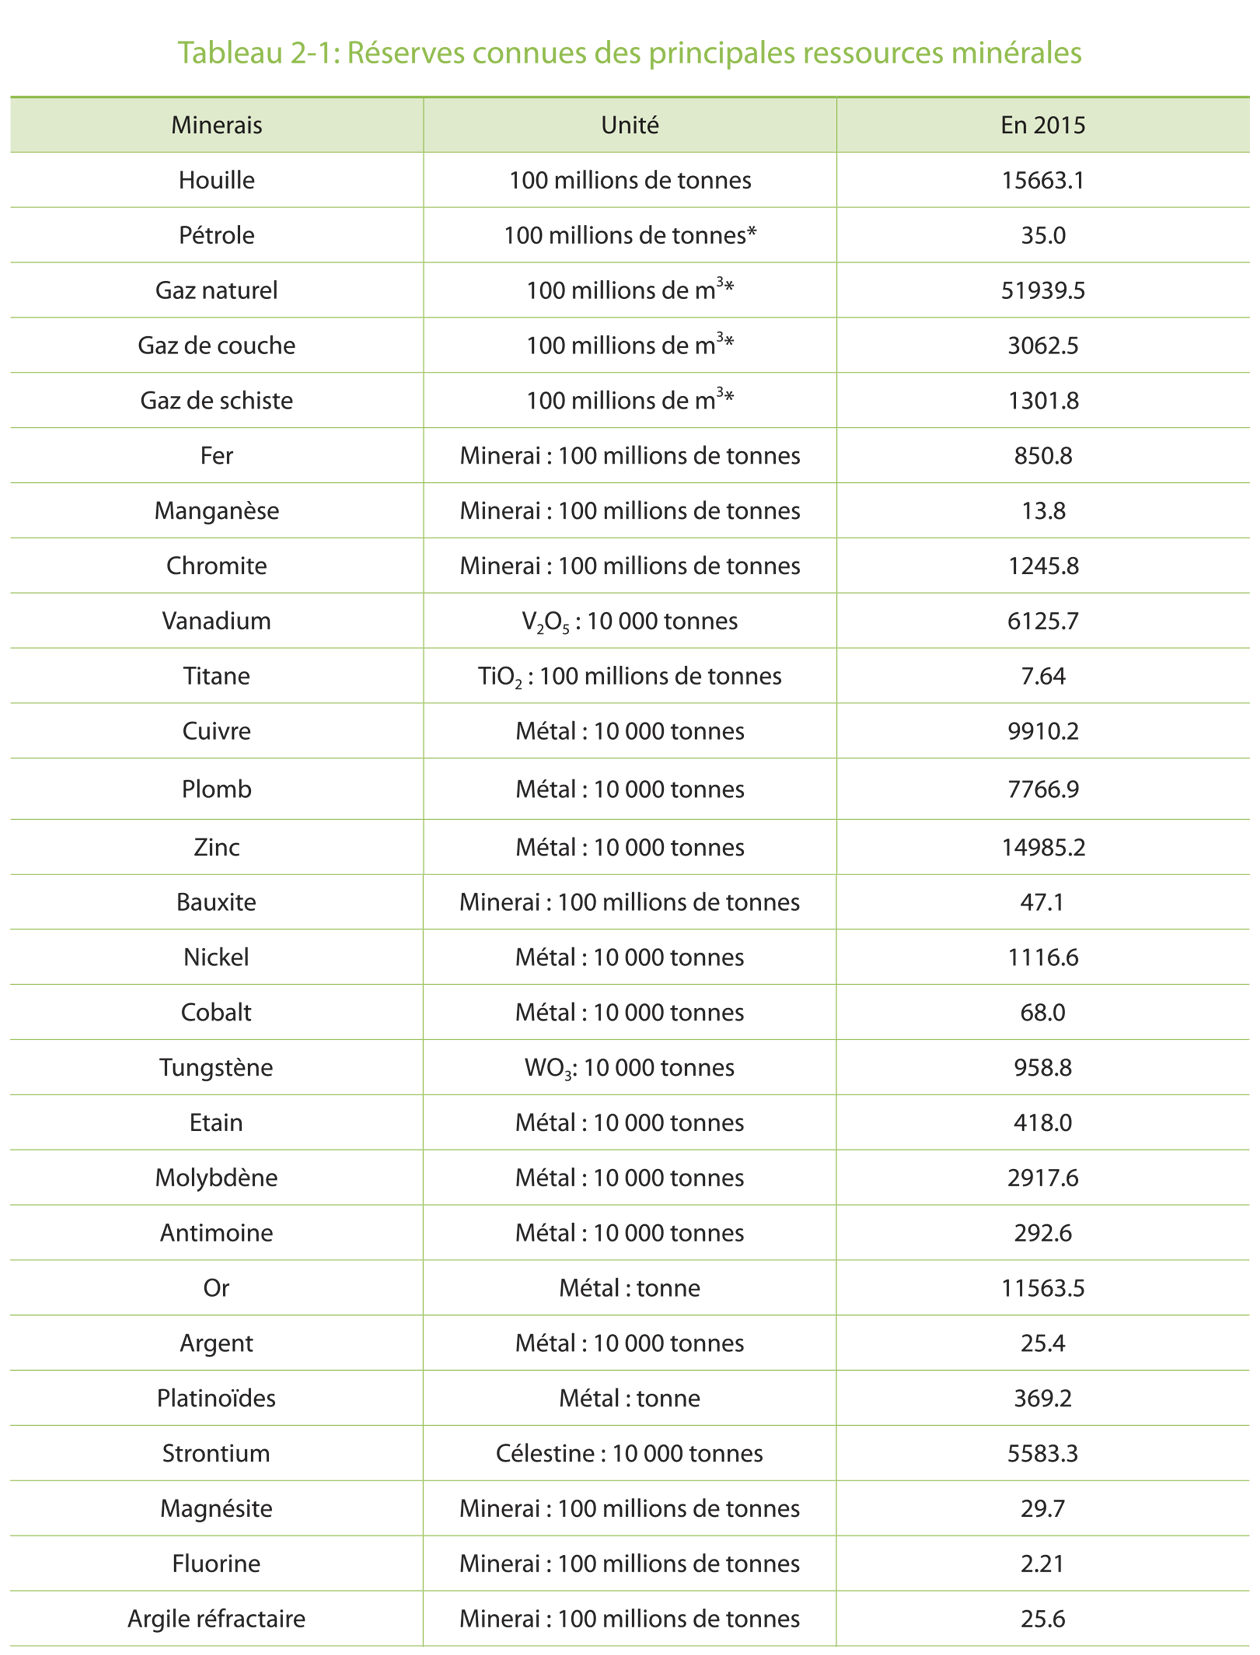 Tableau 2-1: Réserves connues des principales ressources minérales
Minerais Unité En 2015
Houille 100 millions de tonnes 15663.1
Pétrole 100 millions de tonnes* 35.0
Gaz naturel 100 millions de m³* 51939.5
Gaz de couche 100 millions de m³* 3062.5
Gaz de schiste 100 millions de m³* 1301.8
Fer Minerai : 100 millions de tonnes 850.8
Manganèse Minerai : 100 millions de tonnes 13.8
Chromite Minerai : 100 millions de tonnes 1245.8
Vanadium V₂O₅ : 10 000 tonnes 6125.7
Titane TiO₂ : 100 millions de tonnes 7.64
Cuivre Métal : 10 000 tonnes 9910.2
Plomb Métal : 10 000 tonnes 7766.9
Zinc Métal : 10 000 tonnes 14985.2
Bauxite Minerai : 100 millions de tonnes 47.1
Nickel Métal : 10 000 tonnes 1116.6
Cobalt Métal : 10 000 tonnes 68.0
Tungstène WO₃: 10 000 tonnes 958.8
Etain Métal : 10 000 tonnes 418.0
Molybdène Métal : 10 000 tonnes 2917.6
Antimoine Métal : 10 000 tonnes 292.6
Or Métal : tonne 11563.5
Argent Métal : 10 000 tonnes 25.4
Platinoïdes Métal : tonne 369.2
Strontium Célestine : 10 000 tonnes 5583.3
Magnésite Minerai : 100 millions de tonnes 29.7
Fluorine Minerai : 100 millions de tonnes 2.21
Argile réfractaire Minerai : 100 millions de tonnes 25.6